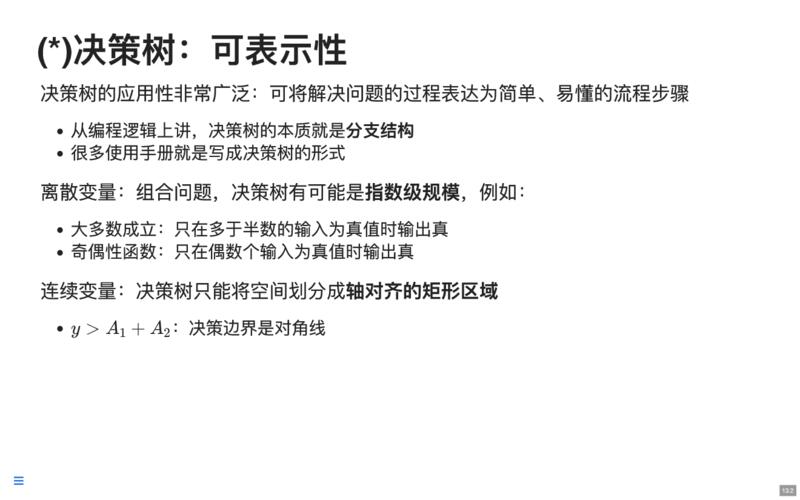 (*)决策树：可表示性
决策树的应用性非常广泛：可将解决问题的过程表达为简单、易懂的流程步骤
• 从编程逻辑上讲，决策树的本质就是分支结构
• 很多使用手册就是写成决策树的形式
离散变量：组合问题，决策树有可能是指数级规模，例如：
• 大多数成立：只在多于半数的输入为真值时输出真
• 奇偶性函数：只在偶数个输入为真值时输出真
连续变量：决策树只能将空间划分成轴对齐的矩形区域
• y > A₁ + A₂：决策边界是对角线
13.2